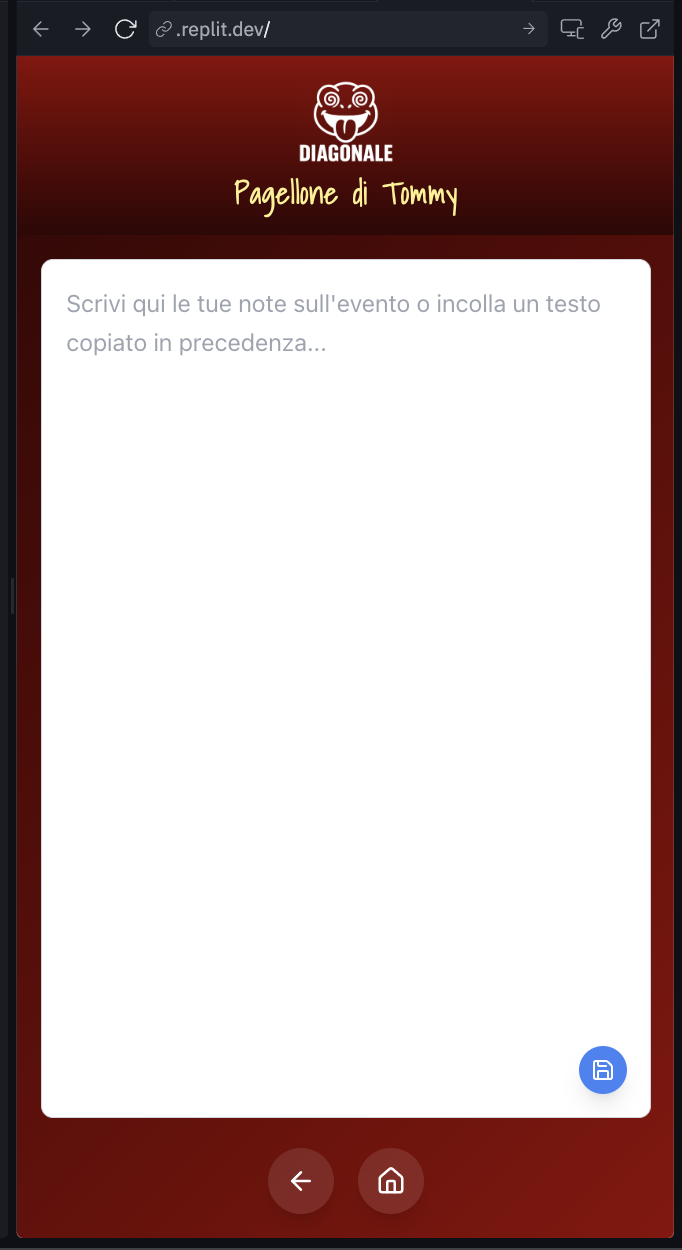 .replit.dev/
DIAGONALE
Pagellone di Tommy
Scrivi qui le tue note sull'evento o incolla un testo
copiato in precedenza...